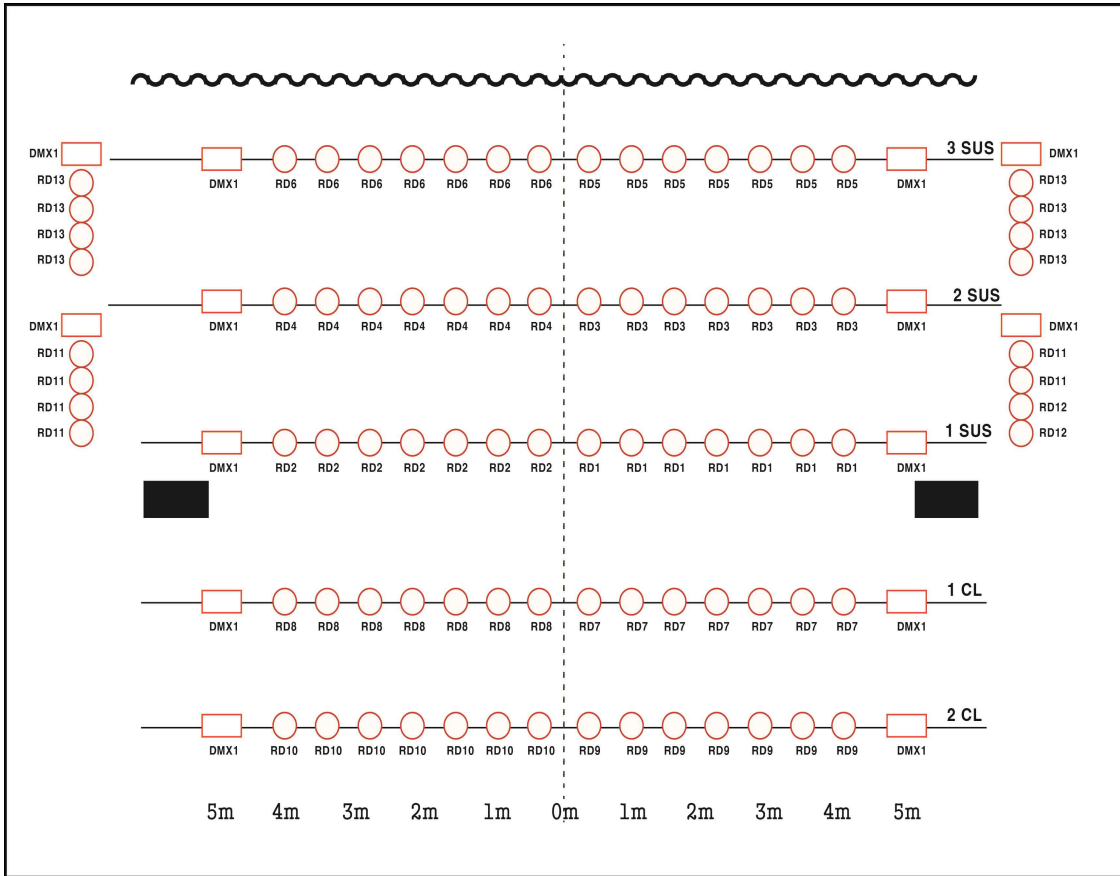 3 SUS
DMX1 DMX1
RD13 DMX1 RD6 RD6 RD6 RD6 RD6 RD6 RD6 RD5 RD5 RD5 RD5 RD5 RD5 RD5 DMX1 RD13
RD13 RD13
RD13 RD13
RD13 RD13
2 SUS
DMX1 DMX1 RD4 RD4 RD4 RD4 RD4 RD4 RD4 RD3 RD3 RD3 RD3 RD3 RD3 RD3 DMX1 DMX1
RD11 RD11
RD11 RD11
RD11 RD12
RD11 1 SUS RD12
DMX1 RD2 RD2 RD2 RD2 RD2 RD2 RD2 RD1 RD1 RD1 RD1 RD1 RD1 RD1 DMX1
1 CL
DMX1 RD8 RD8 RD8 RD8 RD8 RD8 RD8 RD7 RD7 RD7 RD7 RD7 RD7 RD7 DMX1
2 CL
DMX1 RD10 RD10 RD10 RD10 RD10 RD10 RD10 RD9 RD9 RD9 RD9 RD9 RD9 RD9 DMX1
5m 4m 3m 2m 1m 0m 1m 2m 3m 4m 5m